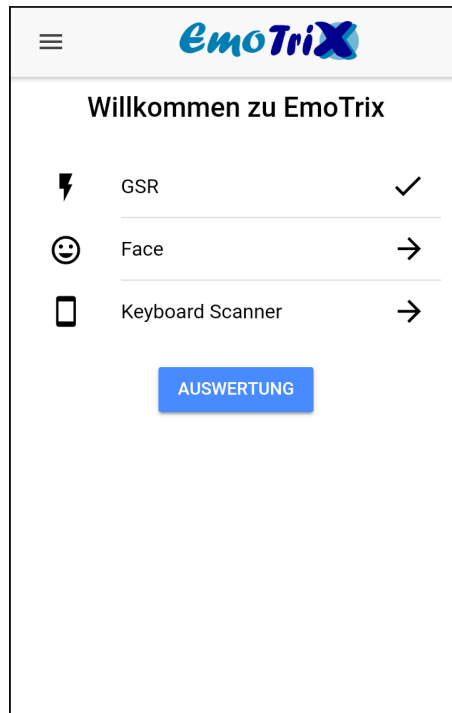 EmoTriX
Willkommen zu EmoTrix
GSR
Face
Keyboard Scanner
AUSWERTUNG